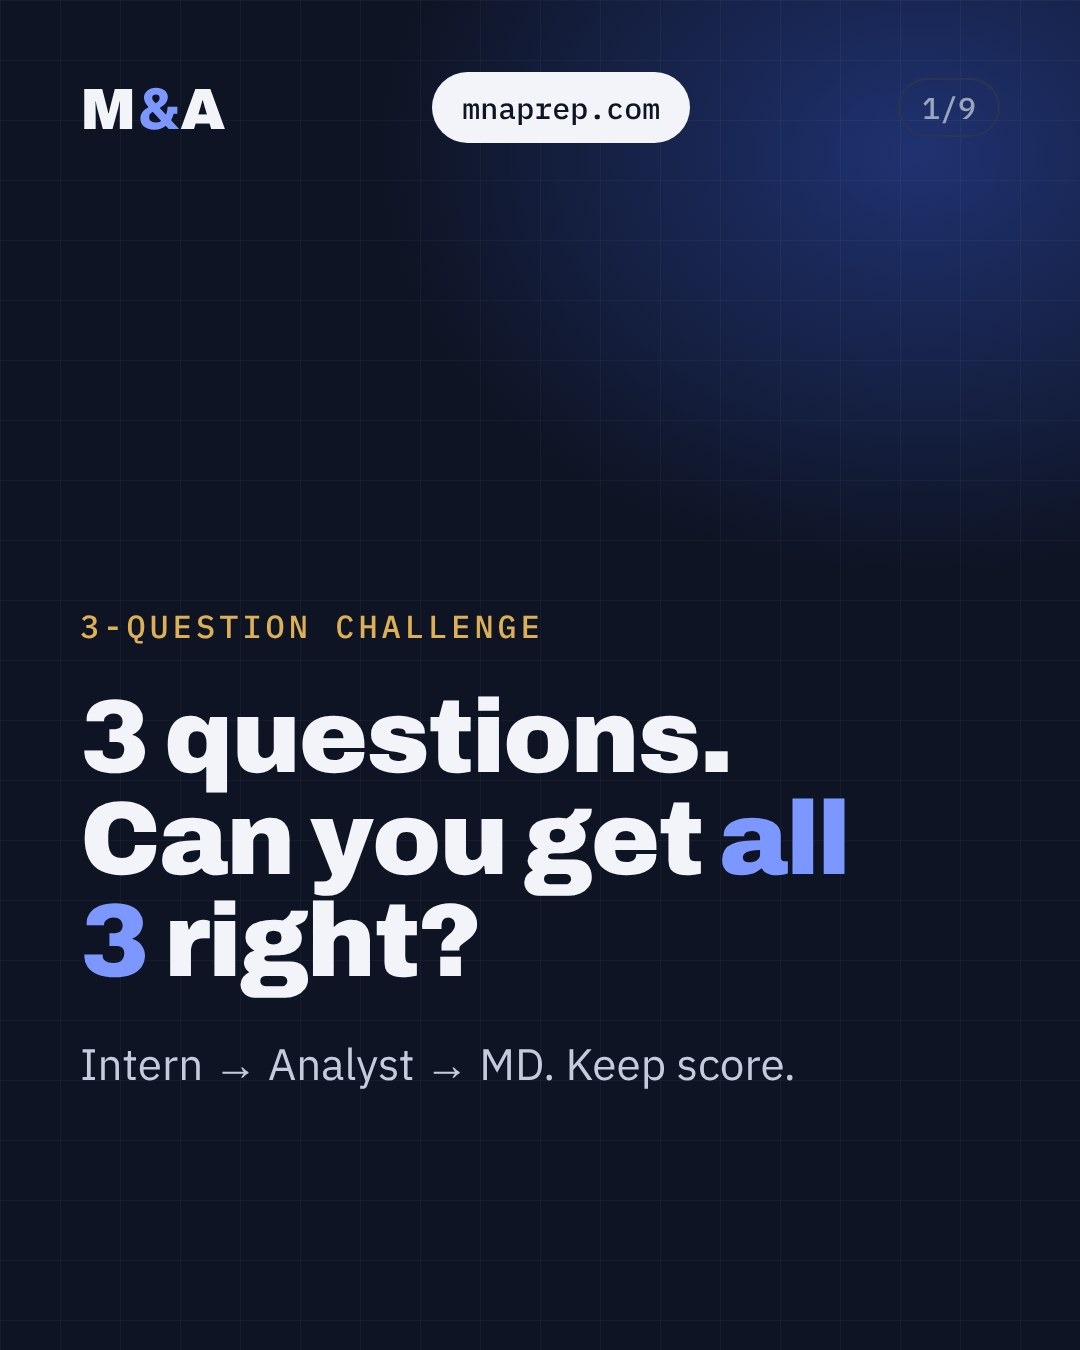 M&A
mnaprep.com
1/9
3-QUESTION CHALLENGE
3 questions.
Can you get all
3 right?
Intern → Analyst → MD. Keep score.